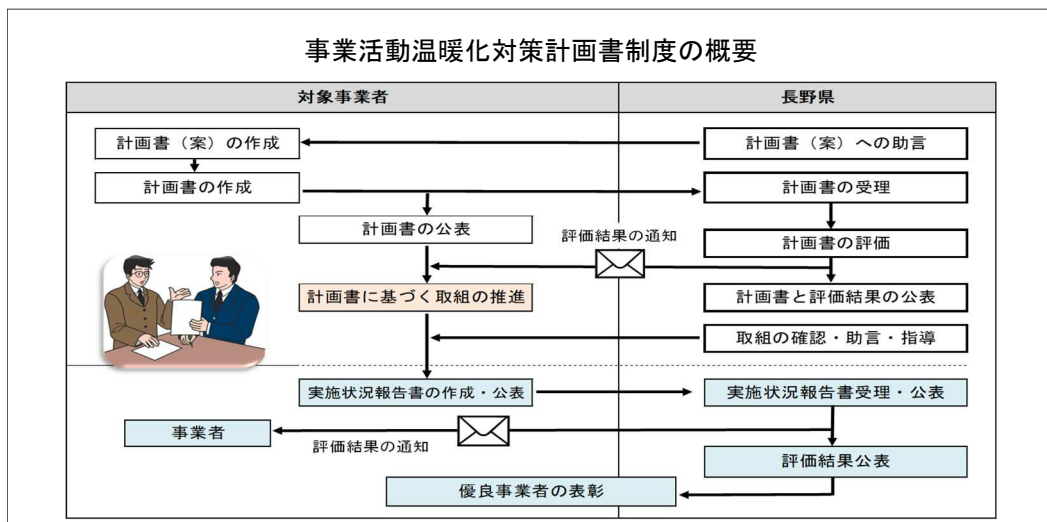 事業活動温暖化対策計画書制度の概要
対象事業者
長野県
計画書（案）の作成
計画書（案）への助言
計画書の作成
計画書の受理
計画書の公表
評価結果の通知
計画書の評価
計画書に基づく取組の推進
計画書と評価結果の公表
取組の確認・助言・指導
実施状況報告書の作成・公表
実施状況報告書受理・公表
事業者
評価結果の通知
評価結果公表
優良事業者の表彰